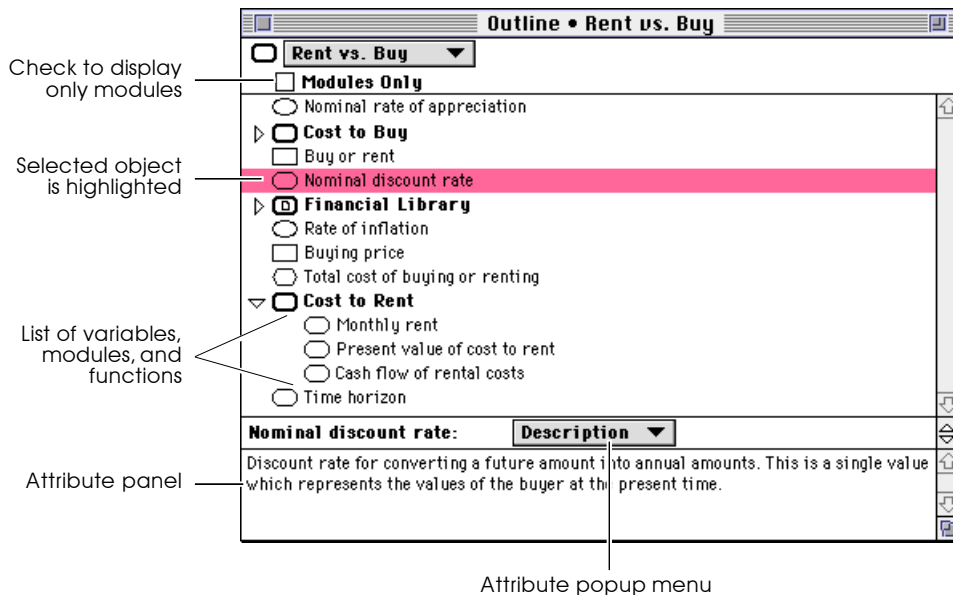 Outline • Rent vs. Buy
Rent vs. Buy
Check to display
only modules
Modules Only
Nominal rate of appreciation
Cost to Buy
Buy or rent
Selected object
is highlighted
Nominal discount rate
D Financial Library
Rate of inflation
Buying price
Total cost of buying or renting
Cost to Rent
List of variables,
modules, and
functions
Monthly rent
Present value of cost to rent
Cash flow of rental costs
Time horizon
Nominal discount rate: Description
Attribute panel
Discount rate for converting a future amount into annual amounts. This is a single value
which represents the values of the buyer at the present time.
Attribute popup menu